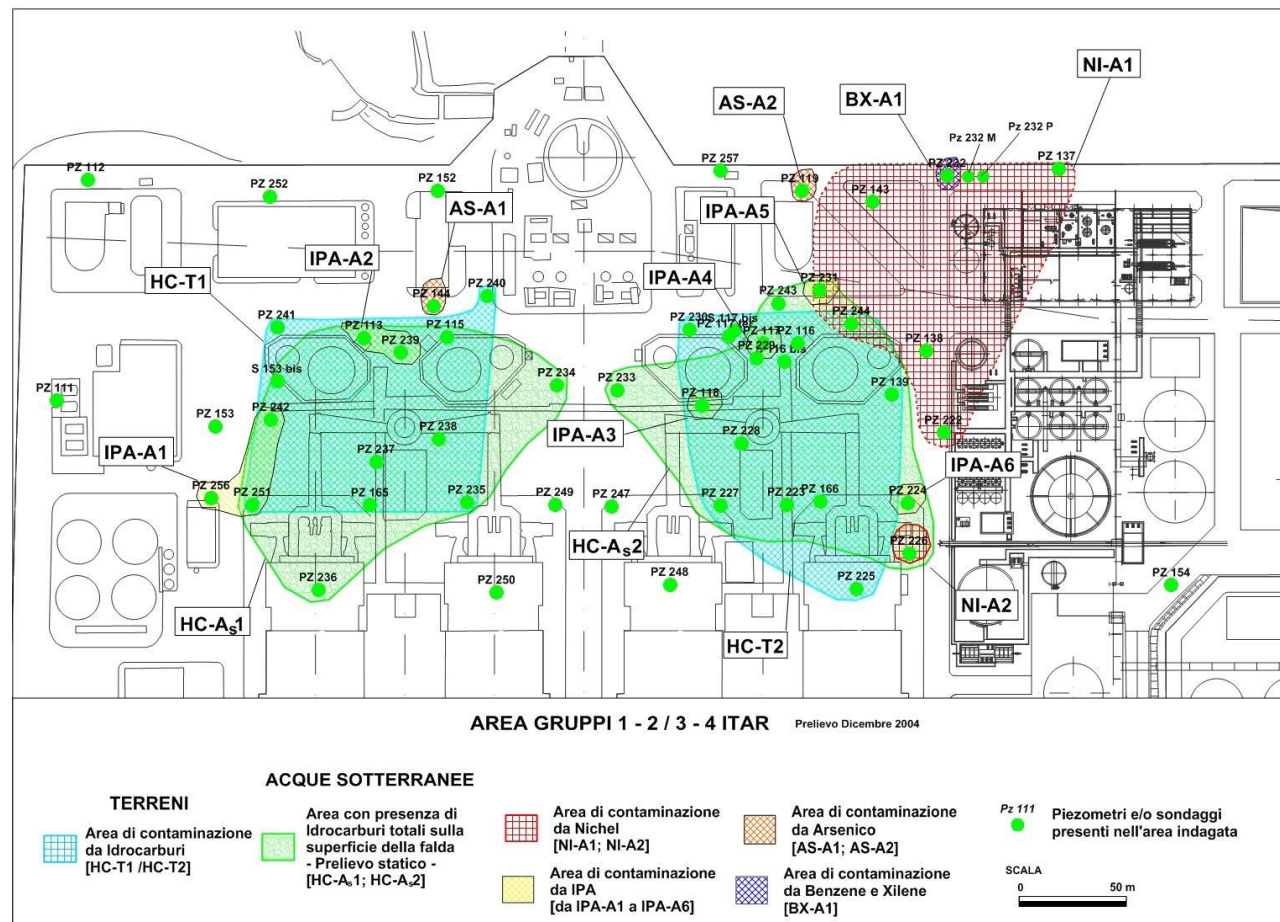 NI-A1
AS-A2
BX-A1
Pz 232 P
Pz 232 M
PZ 112
PZ 252
PZ 152
PZ 257
PZ 119
PZ 232
PZ 137
PZ 143
AS-A1
IPA-A5
IPA-A2
HC-T1
IPA-A4
PZ 144
PZ 240
PZ 231
PZ 243
PZ 241
PZ 113
PZ 115
PZ 230
S 117 bis
PZ 117
PZ 116
PZ 244
PZ 239
PZ 229
116 bis
PZ 138
S 153 bis
PZ 111
PZ 234
PZ 233
PZ 139
PZ 118
PZ 242
PZ 153
PZ 238
IPA-A3
PZ 228
PZ 222
IPA-A1
PZ 237
IPA-A6
PZ 256
PZ 251
PZ 165
PZ 235
PZ 249
PZ 247
PZ 227
PZ 223
PZ 166
PZ 224
HC-As2
PZ 226
PZ 236
PZ 250
PZ 248
PZ 225
PZ 154
HC-As1
HC-T2
NI-A2
AREA GRUPPI 1 - 2 / 3 - 4 ITAR
Prelievo Dicembre 2004
TERRENI
Area di contaminazione
da Idrocarburi
[HC-T1 /HC-T2]
ACQUE SOTTERRANEE
Area con presenza di
Idrocarburi totali sulla
superficie della falda
- Prelievo statico -
[HC-As1; HC-As2]
Area di contaminazione
da Nichel
[NI-A1; NI-A2]
Area di contaminazione
da IPA
[da IPA-A1 a IPA-A6]
Area di contaminazione
da Arsenico
[AS-A1; AS-A2]
Area di contaminazione
da Benzene e Xilene
[BX-A1]
Pz 111
Piezometri e/o sondaggi
presenti nell'area indagata
SCALA
0 50 m